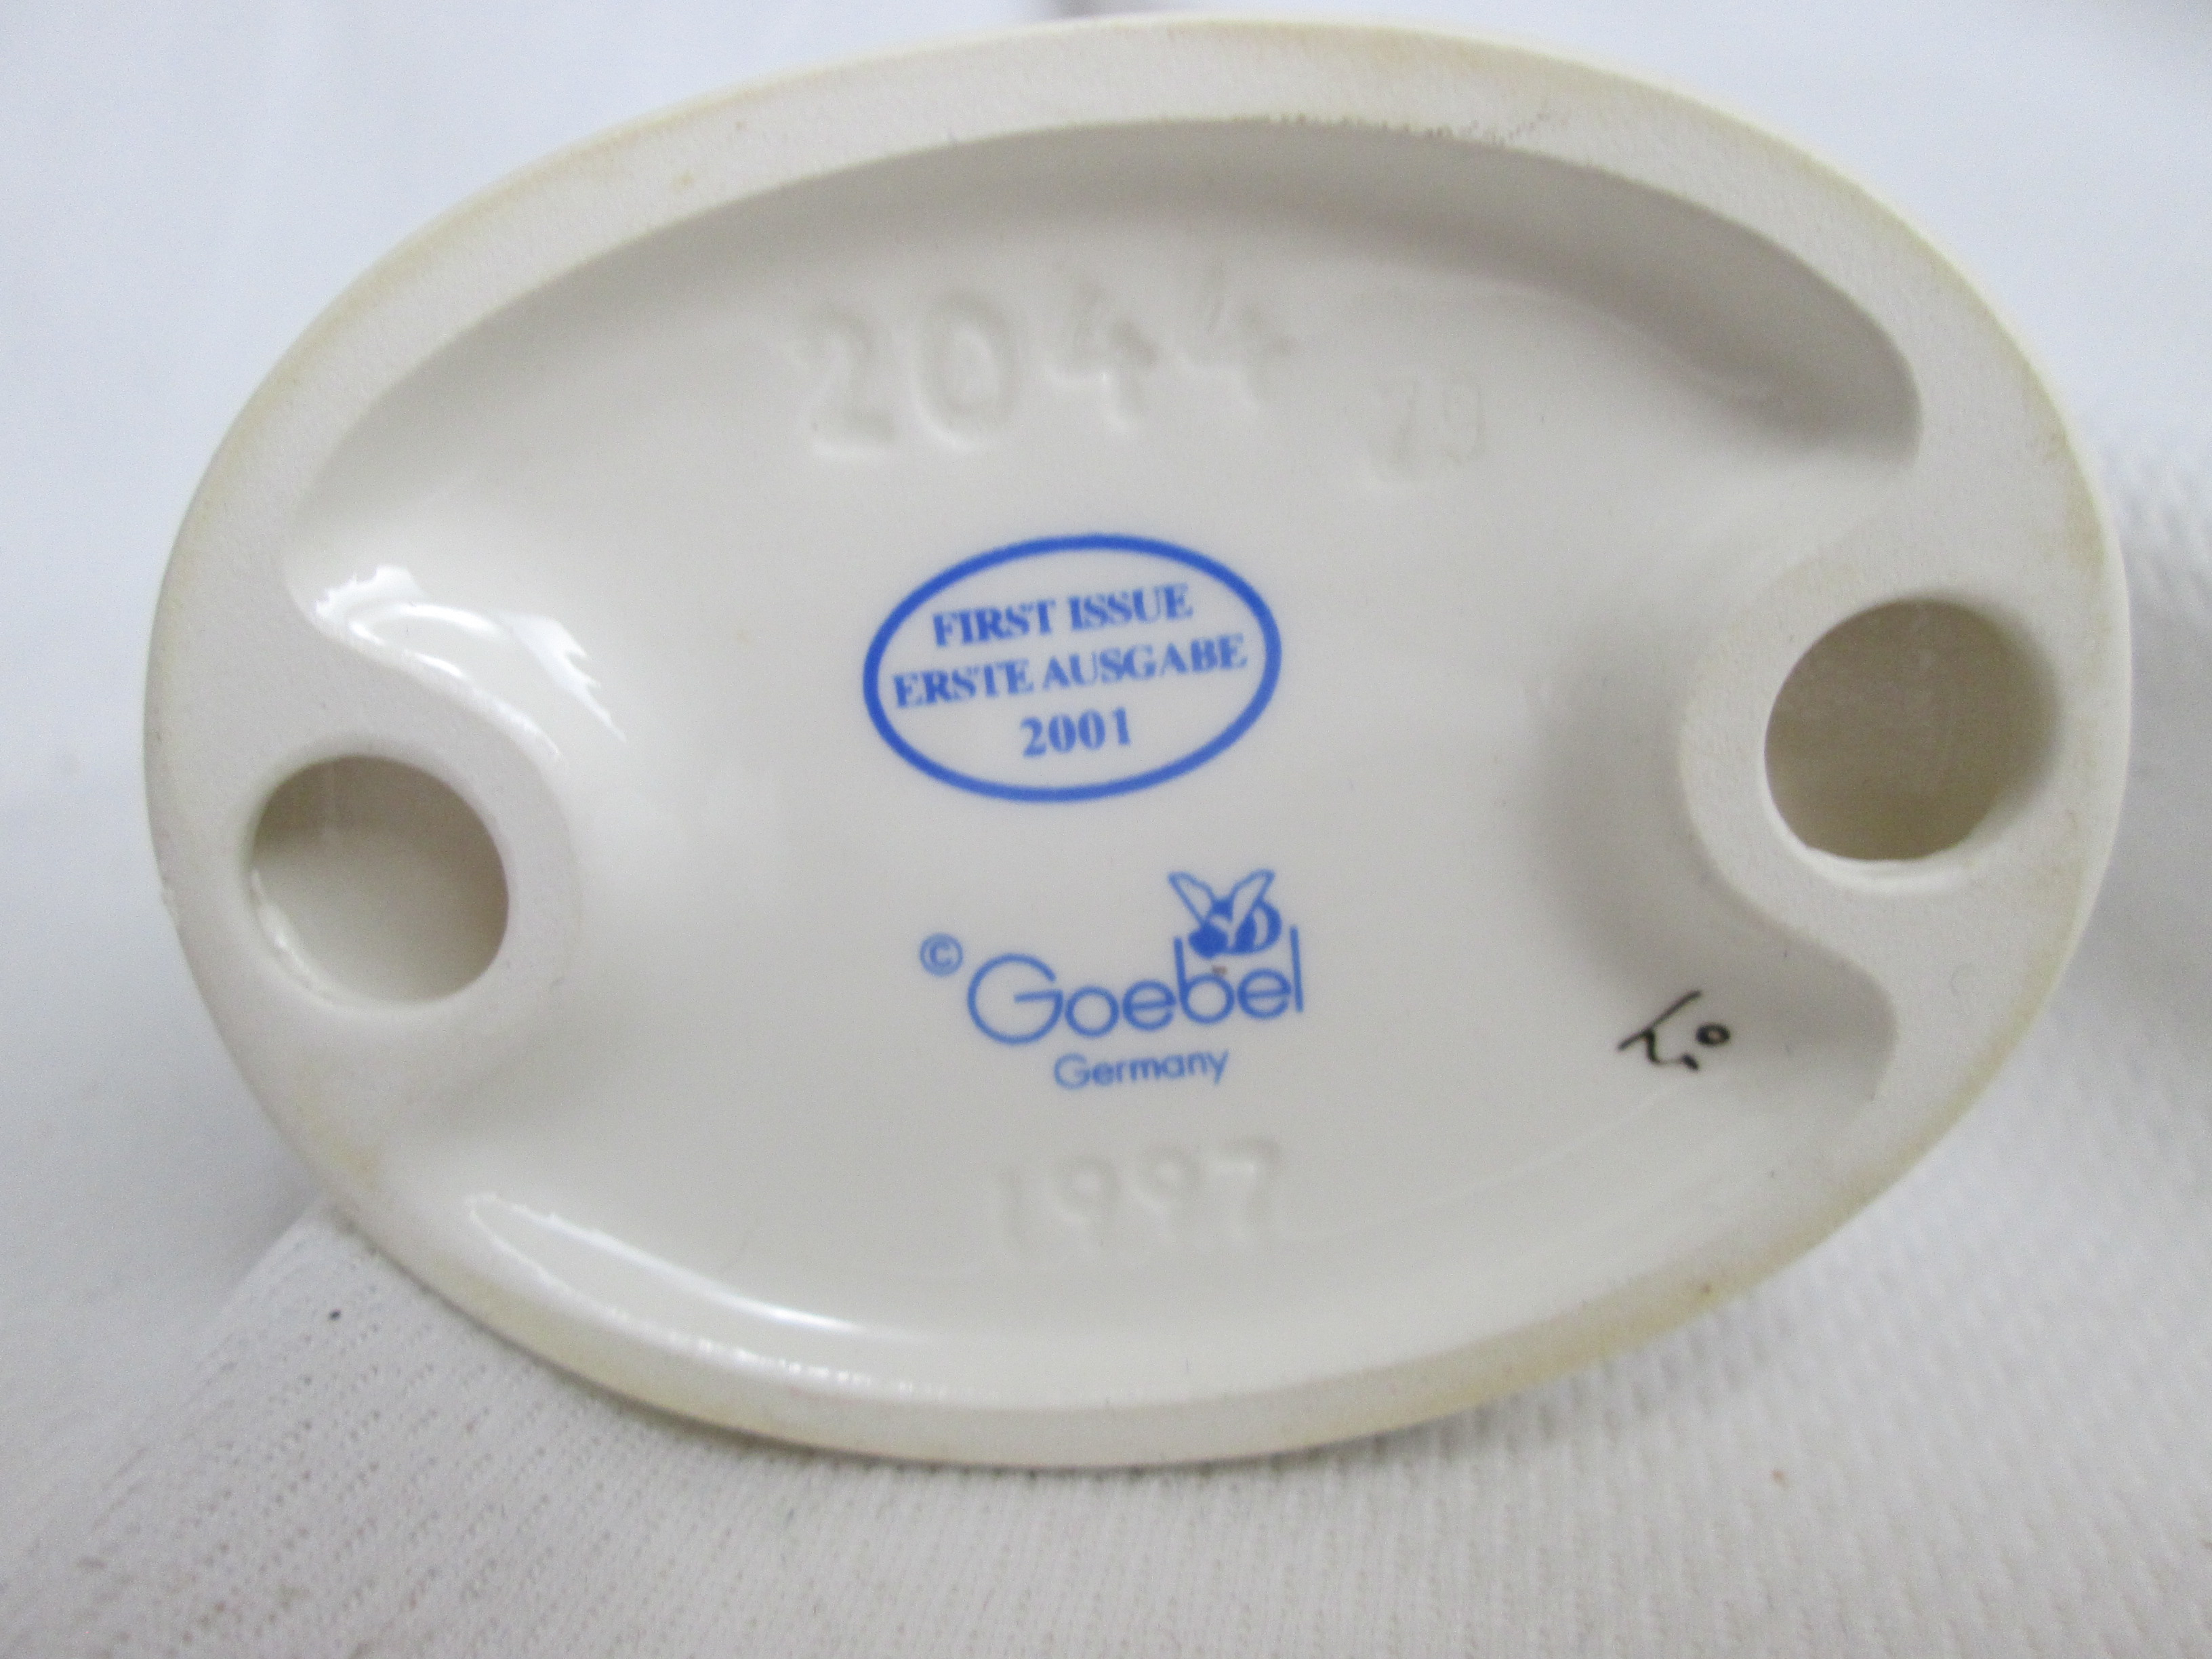 2044
FIRST ISSUE
ERSTE AUSGABE
2001
© Goebel
Germany
1997